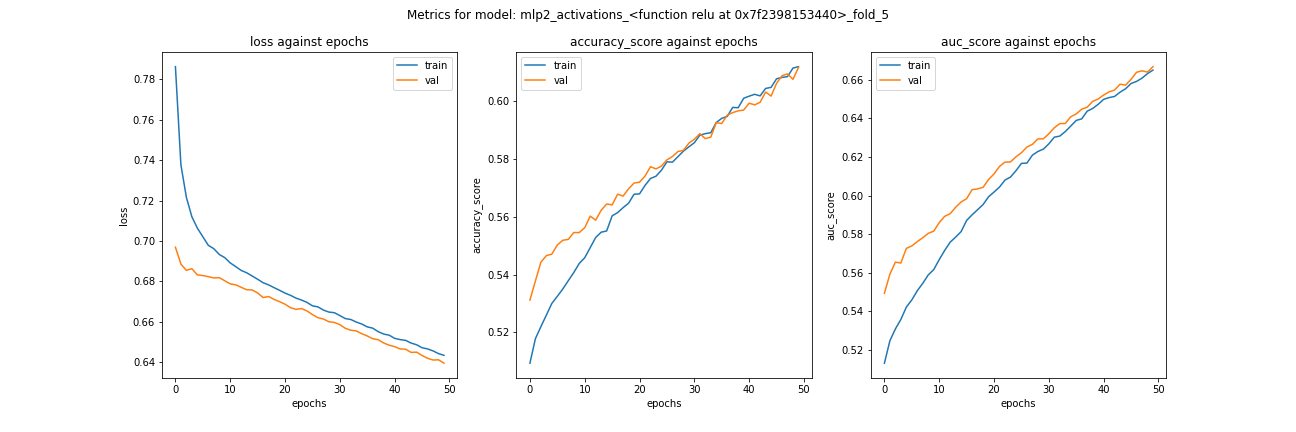 Metrics for model: mlp2_activations_<function relu at 0x7f2398153440>_fold_5
loss against epochs
train
val
0.78
0.76
0.74
0.72
0.70
0.68
0.66
0.64
loss
0
10
20
30
40
50
epochs
accuracy_score against epochs
train
val
0.60
0.58
0.56
0.54
0.52
accuracy_score
0
10
20
30
40
50
epochs
auc_score against epochs
train
val
0.66
0.64
0.62
0.60
0.58
0.56
0.54
0.52
auc_score
0
10
20
30
40
50
epochs